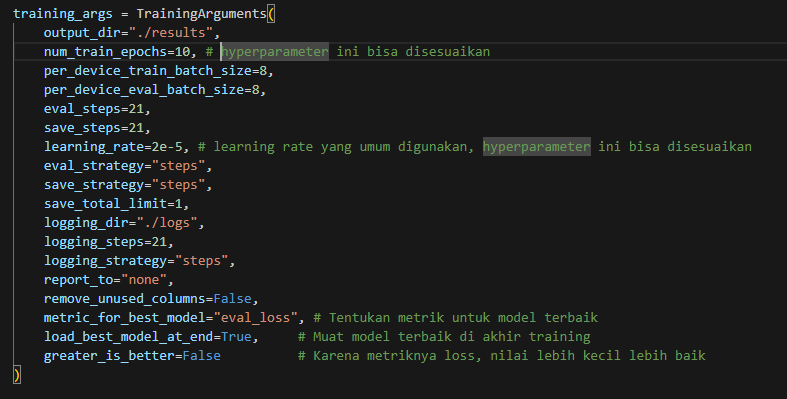 training_args = TrainingArguments(
    output_dir="./results",
    num_train_epochs=10, # hyperparameter ini bisa disesuaikan
    per_device_train_batch_size=8,
    per_device_eval_batch_size=8,
    eval_steps=21,
    save_steps=21,
    learning_rate=2e-5, # learning rate yang umum digunakan, hyperparameter ini bisa disesuaikan
    eval_strategy="steps",
    save_strategy="steps",
    save_total_limit=1,
    logging_dir="./logs",
    logging_steps=21,
    logging_strategy="steps",
    report_to="none",
    remove_unused_columns=False,
    metric_for_best_model="eval_loss", # Tentukan metrik untuk model terbaik
    load_best_model_at_end=True,     # Muat model terbaik di akhir training
    greater_is_better=False          # Karena metriknya loss, nilai lebih kecil lebih baik
)